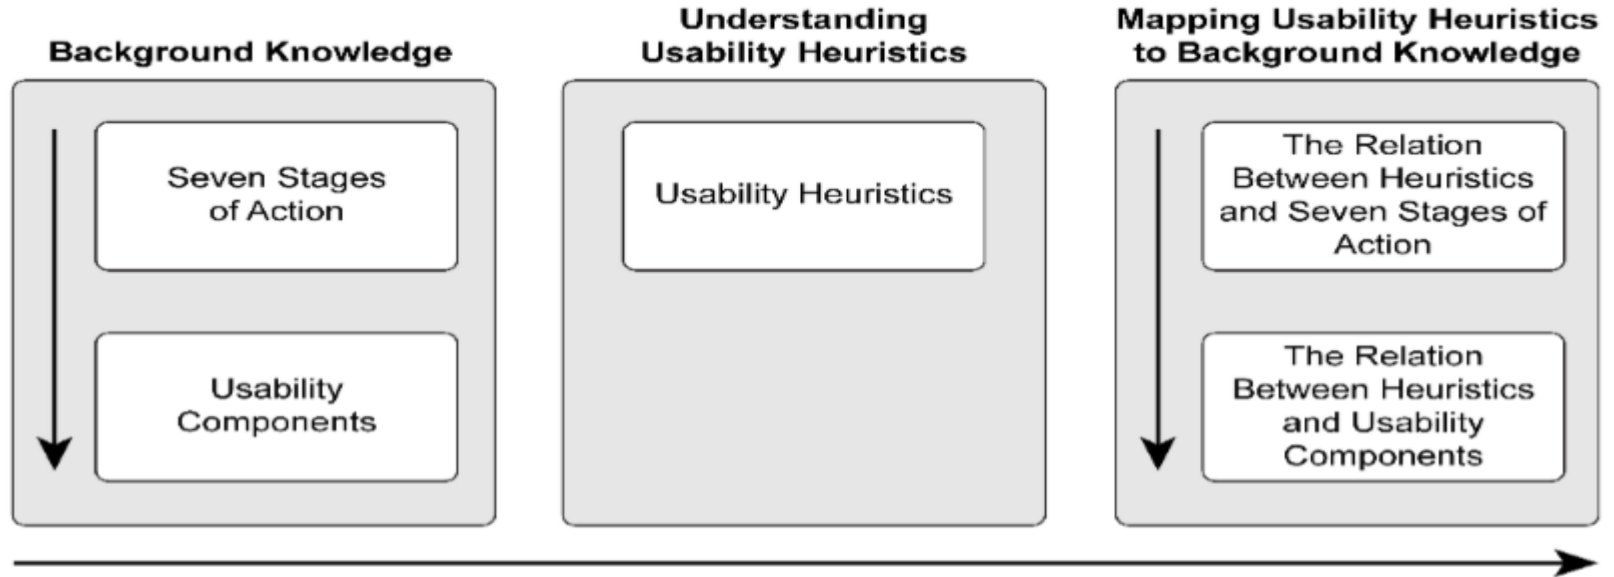 Background Knowledge
Seven Stages
of Action
Usability
Components
Understanding
Usability Heuristics
Usability Heuristics
Mapping Usability Heuristics
to Background Knowledge
The Relation
Between Heuristics
and Seven Stages of
Action
The Relation
Between Heuristics
and Usability
Components